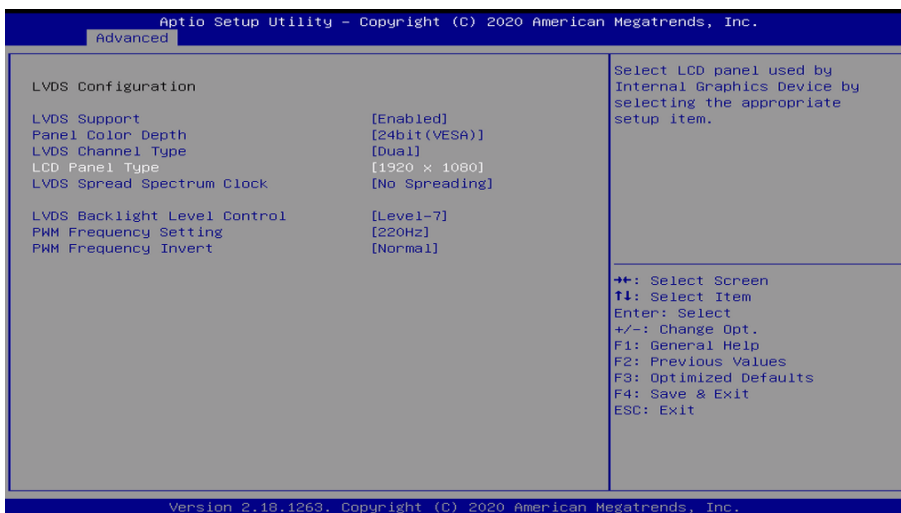 Aptio Setup Utility – Copyright (C) 2020 American Megatrends, Inc.
Advanced
LVDS Configuration
LVDS Support [Enabled]
Panel Color Depth [24bit(VESA)]
LVDS Channel Type [Dual]
LCD Panel Type [1920 x 1080]
LVDS Spread Spectrum Clock [No Spreading]
LVDS Backlight Level Control [Level-7]
PWM Frequency Setting [220Hz]
PWM Frequency Invert [Normal]
Select LCD panel used by
Internal Graphics Device by
selecting the appropriate
setup item.
→←: Select Screen
↑↓: Select Item
Enter: Select
+/-: Change Opt.
F1: General Help
F2: Previous Values
F3: Optimized Defaults
F4: Save & Exit
ESC: Exit
Version 2.18.1263. Copyright (C) 2020 American Megatrends, Inc.